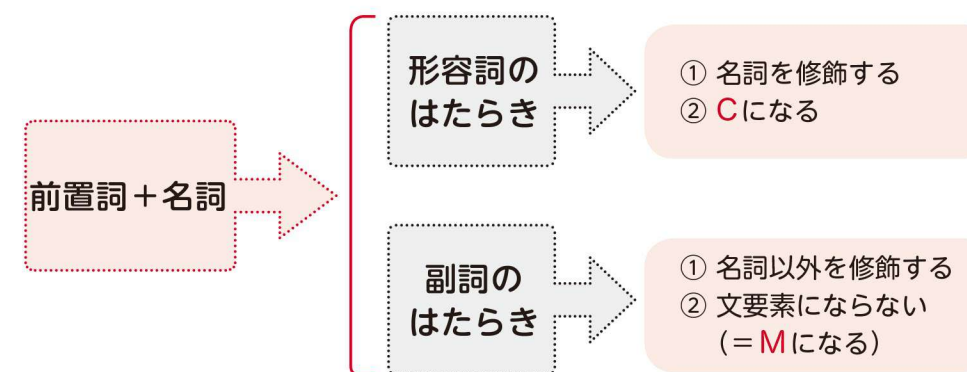 前置詞＋名詞
形容詞の
はたらき
① 名詞を修飾する
② Cになる
副詞の
はたらき
① 名詞以外を修飾する
② 文要素にならない
（＝Mになる）